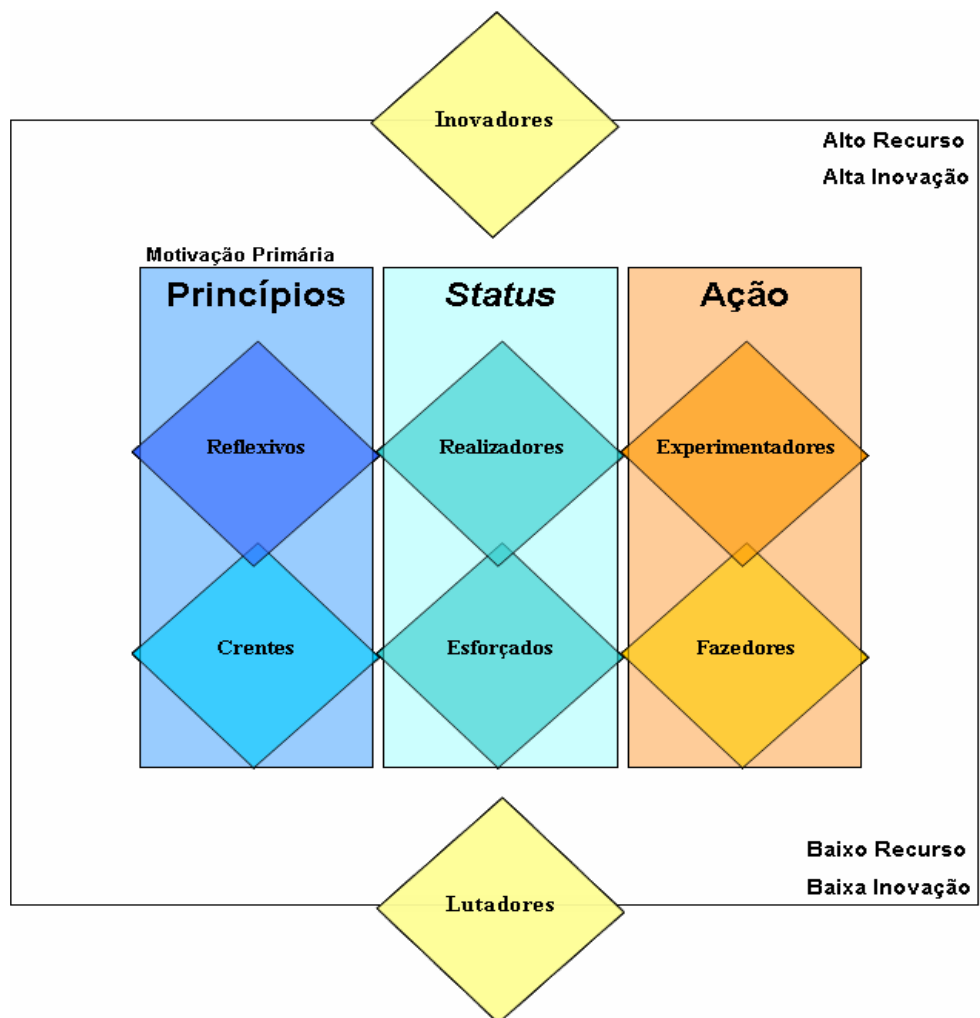 Inovadores
Alto Recurso
Alta Inovação
Motivação Primária
Princípios
Status
Ação
Reflexivos
Realizadores
Experimentadores
Crentes
Esforçados
Fazedores
Baixo Recurso
Baixa Inovação
Lutadores